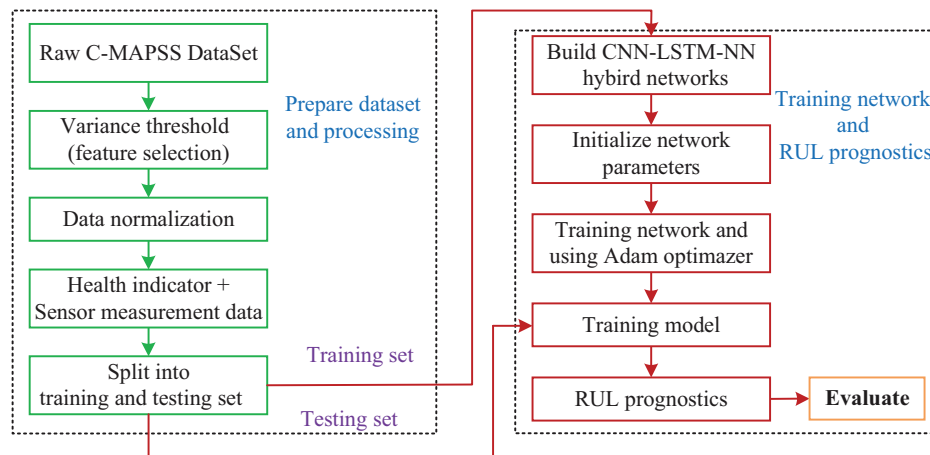 Raw C-MAPSS DataSet
Variance threshold
(feature selection)
Data normalization
Health indicator +
Sensor measurement data
Split into
training and testing set
Prepare dataset
and processing
Training set
Testing set
Build CNN-LSTM-NN
hybird networks
Initialize network
parameters
Training network and
using Adam optimazer
Training model
RUL prognostics
Evaluate
Training network
and
RUL prognostics